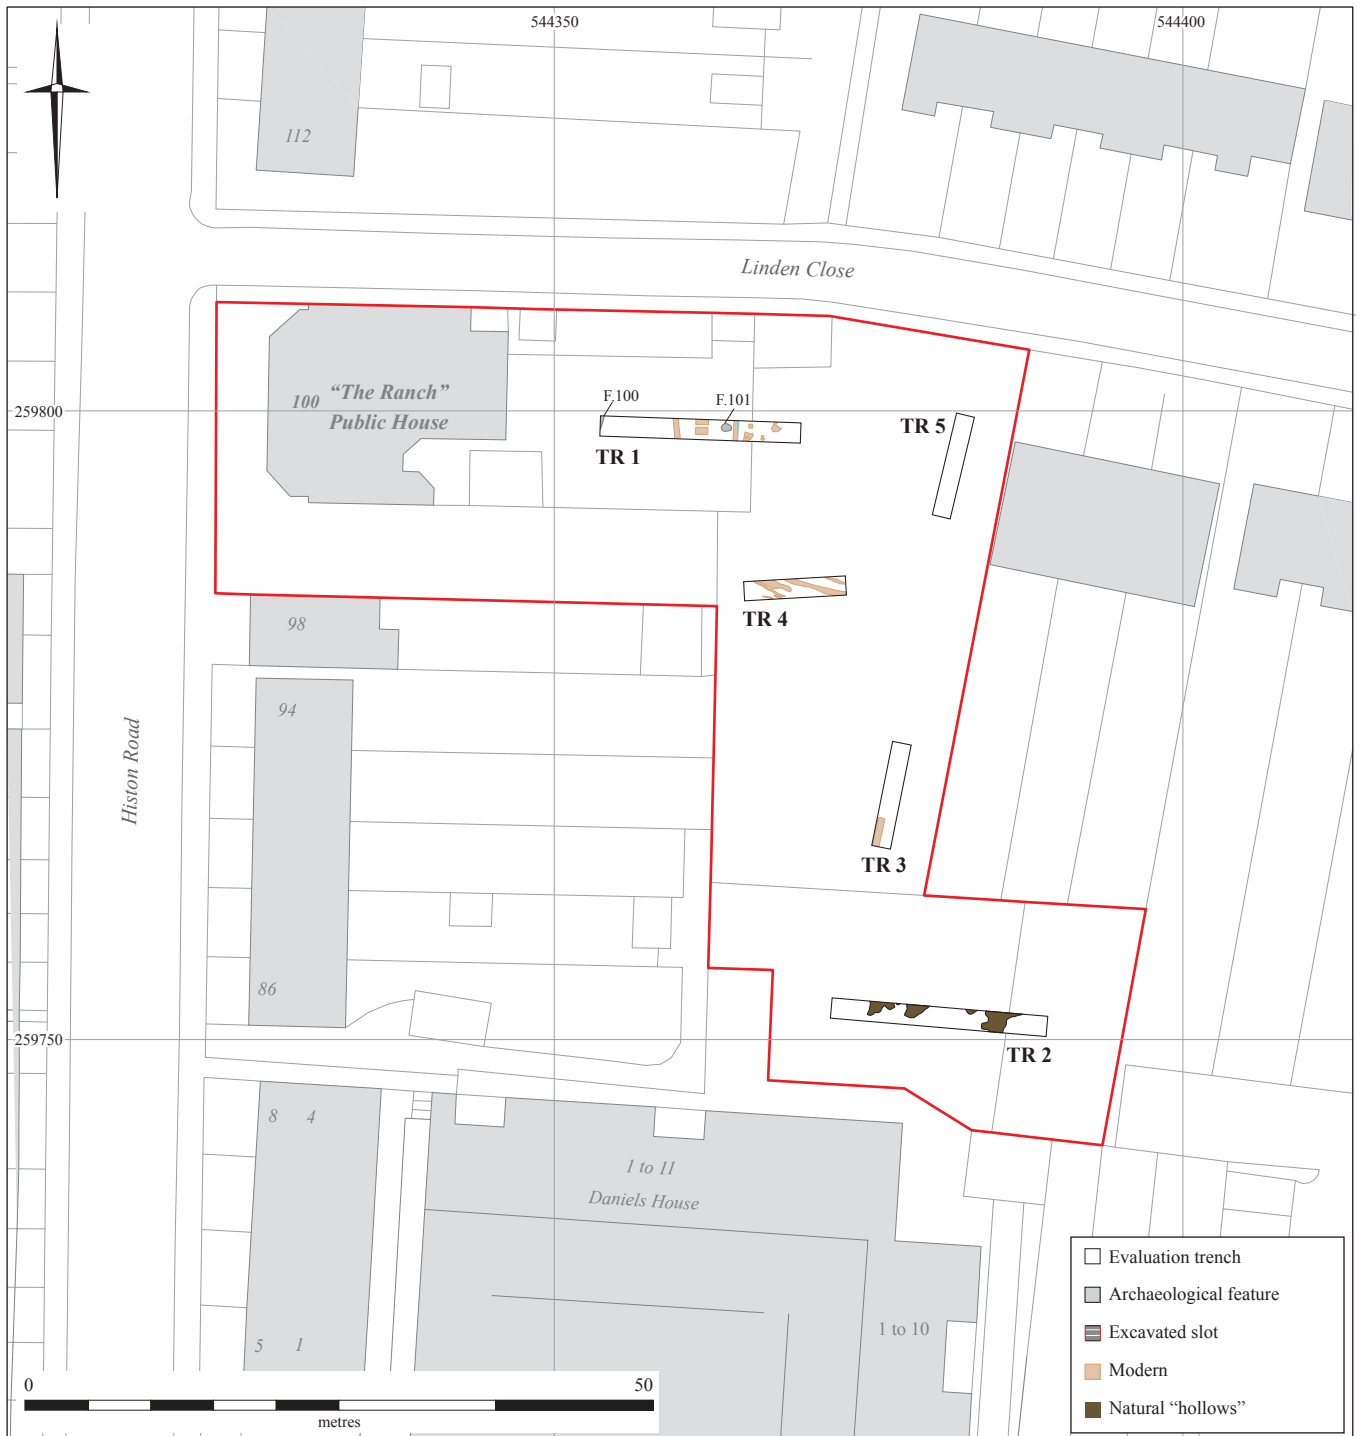 544350
544400
112
Linden Close
259800
100
"The Ranch"
Public House
F.100
F.101
TR 1
TR 5
TR 4
98
94
Histon Road
TR 3
86
259750
TR 2
8 4
1 to 11
Daniels House
1 to 10
5 1
0 50
metres
Evaluation trench
Archaeological feature
Excavated slot
Modern
Natural "hollows"